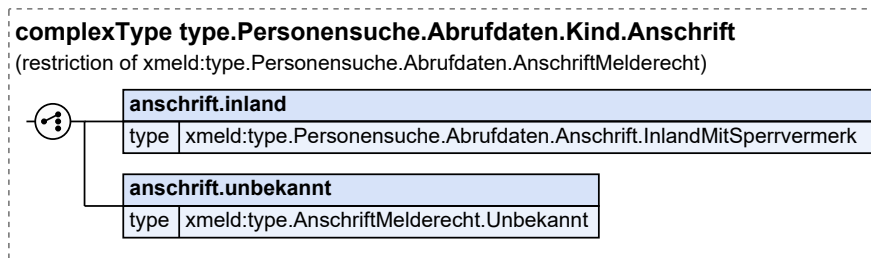 complexType type.Personensuche.Abrufdaten.Kind.Anschrift
(restriction of xmeld:type.Personensuche.Abrufdaten.AnschriftMelderecht)
anschrift.inland
type xmeld:type.Personensuche.Abrufdaten.Anschrift.InlandMitSperrvermerk
anschrift.unbekannt
type xmeld:type.AnschriftMelderecht.Unbekannt